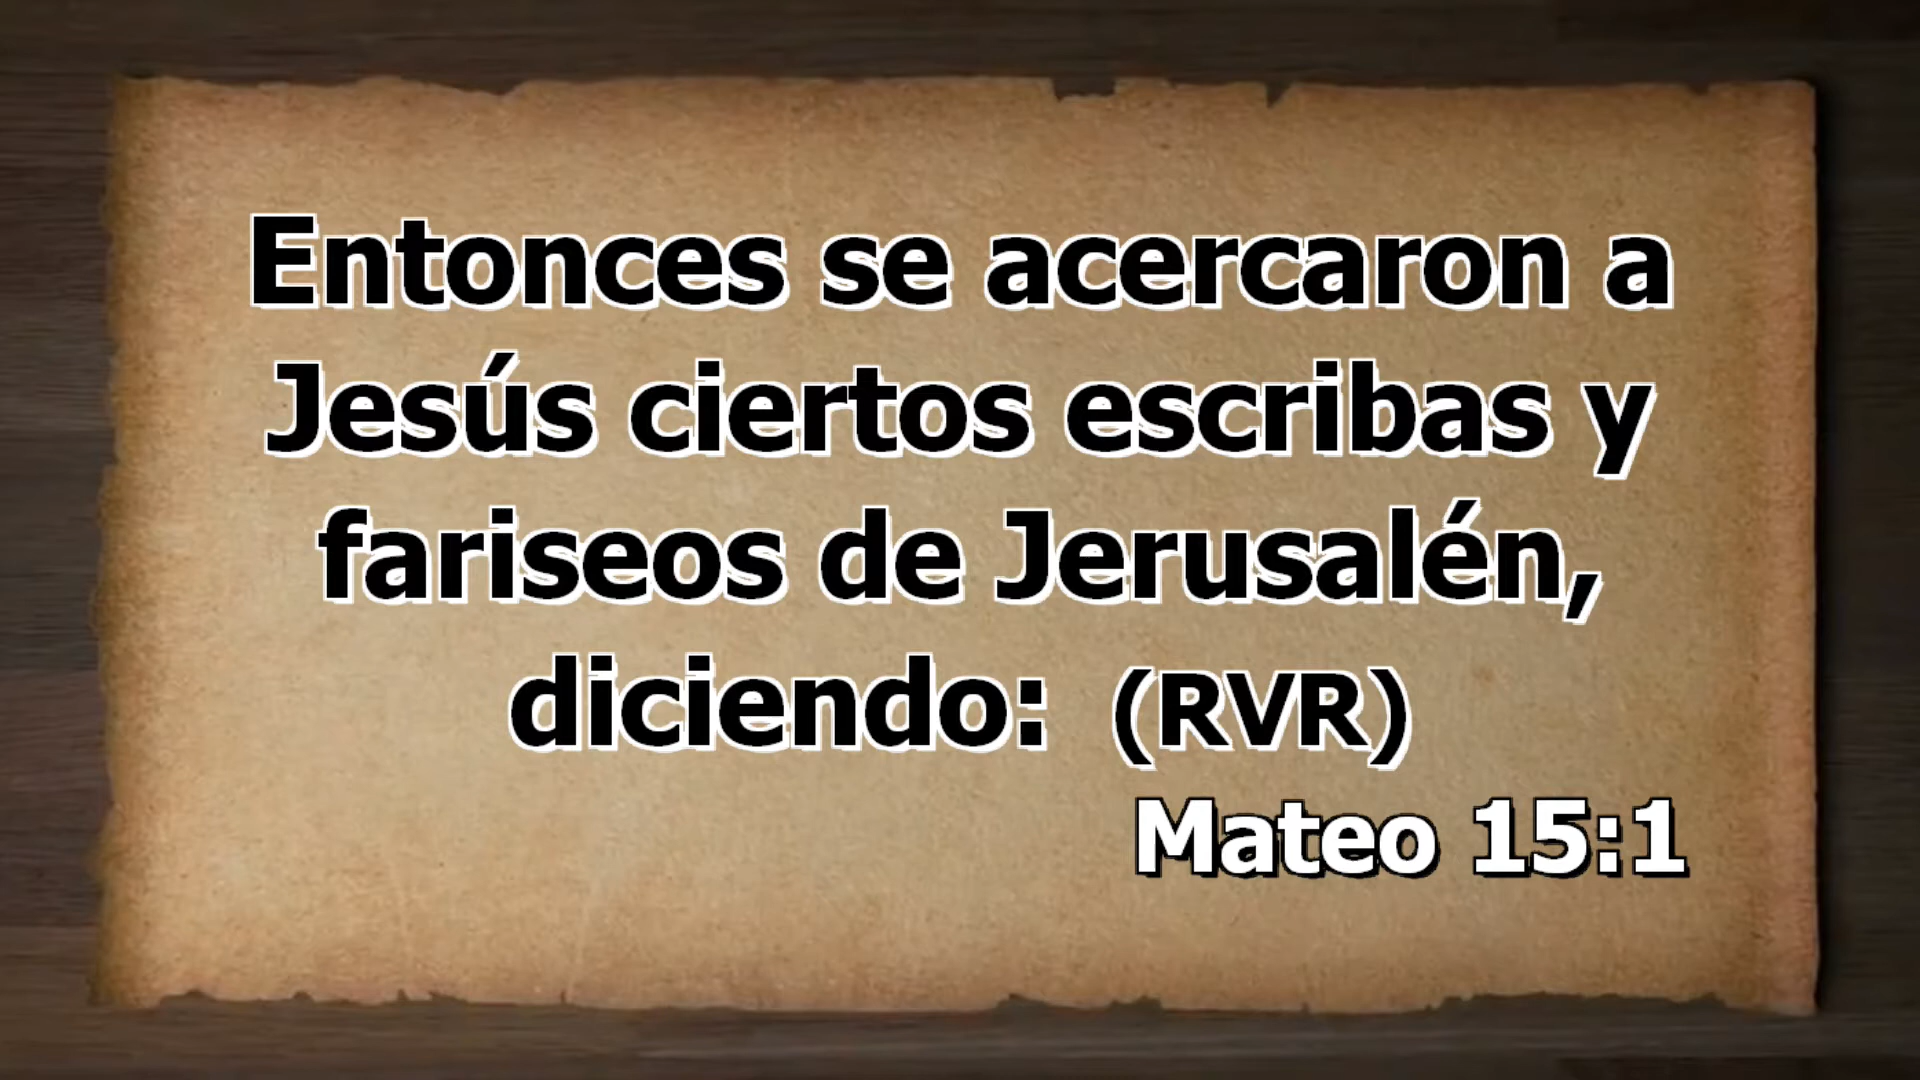 Entonces se acercaron a
Jesús ciertos escribas y
fariseos de Jerusalén,
diciendo: (RVR)
Mateo 15:1